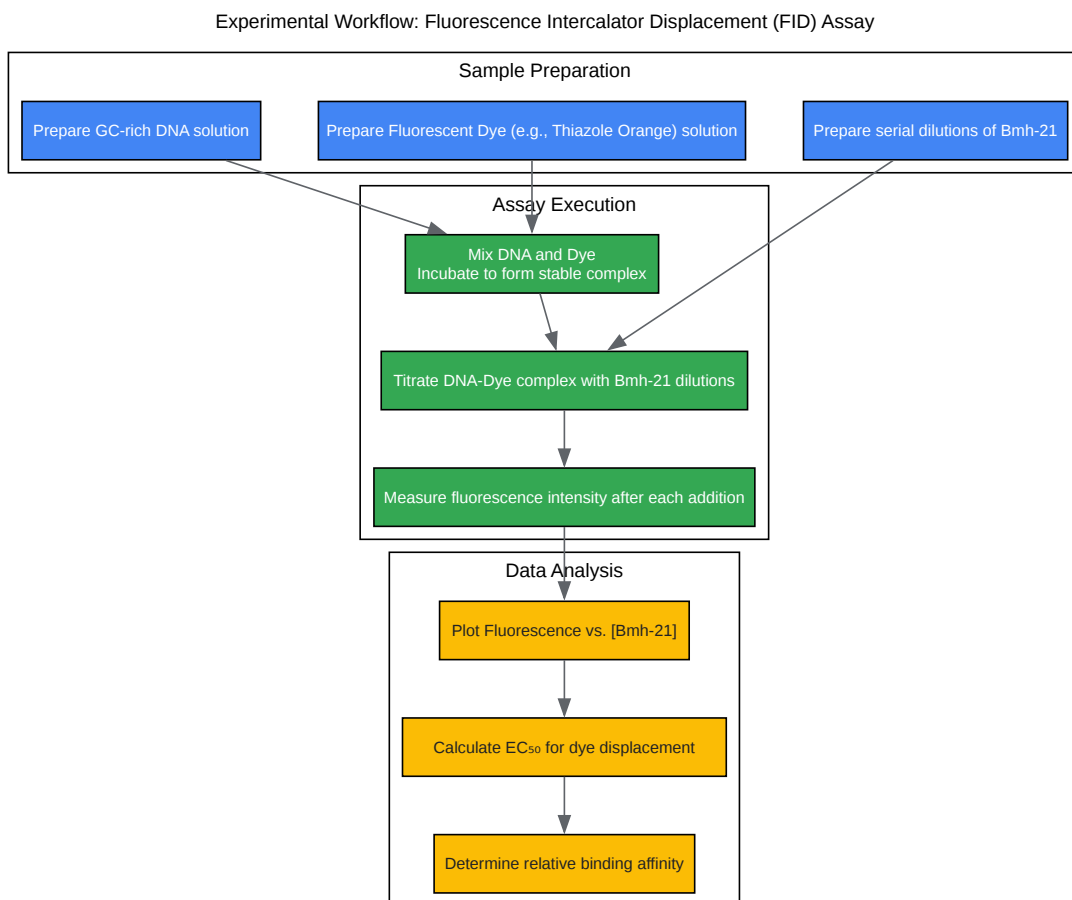 Experimental Workflow: Fluorescence Intercalator Displacement (FID) Assay
Sample Preparation
Prepare GC-rich DNA solution
Prepare Fluorescent Dye (e.g., Thiazole Orange) solution
Prepare serial dilutions of Bmh-21
Assay Execution
Mix DNA and Dye
Incubate to form stable complex
Titrate DNA-Dye complex with Bmh-21 dilutions
Measure fluorescence intensity after each addition
Data Analysis
Plot Fluorescence vs. [Bmh-21]
Calculate EC₅₀ for dye displacement
Determine relative binding affinity